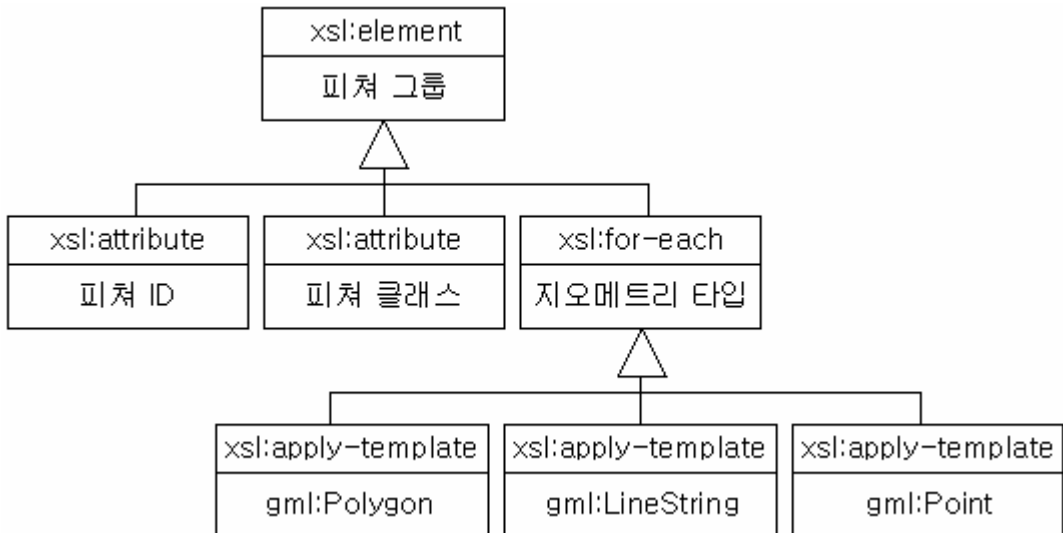 xsl:element
피쳐 그룹
xsl:attribute
피쳐 ID
xsl:attribute
피쳐 클래스
xsl:for-each
지오메트리 타입
xsl:apply-template
gml:Polygon
xsl:apply-template
gml:LineString
xsl:apply-template
gml:Point